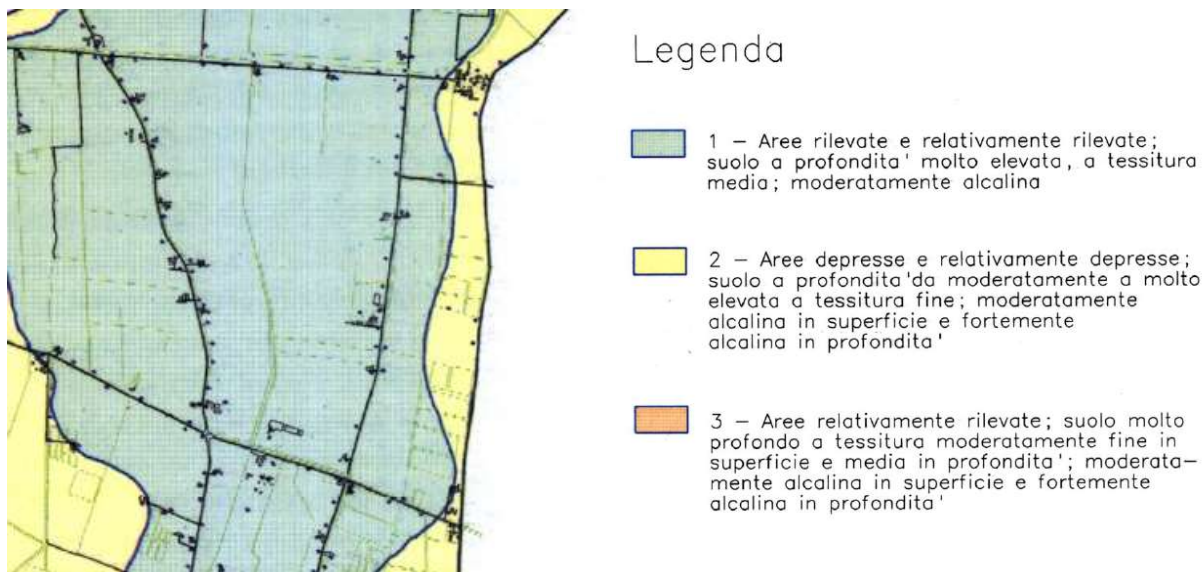 Legenda
1 – Aree rilevate e relativamente rilevate;
suolo a profondita' molto elevata, a tessitura
media; moderatamente alcalina
2 – Aree depresse e relativamente depresse;
suolo a profondita'da moderatamente a molto
elevata a tessitura fine; moderatamente
alcalina in superficie e fortemente
alcalina in profondita'
3 – Aree relativamente rilevate; suolo molto
profondo a tessitura moderatamente fine in
superficie e media in profondita'; moderata–
mente alcalina in superficie e fortemente
alcalina in profondita'